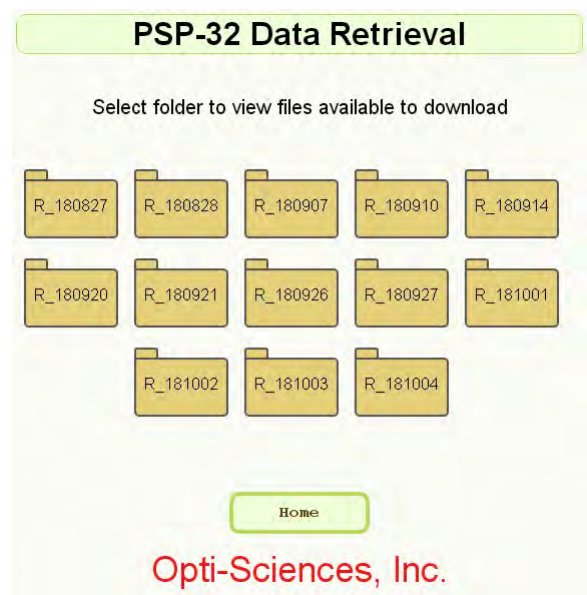 PSP-32 Data Retrieval
Select folder to view files available to download
R_180827 R_180828 R_180907 R_180910 R_180914
R_180920 R_180921 R_180926 R_180927 R_181001
R_181002 R_181003 R_181004
Home
Opti-Sciences, Inc.